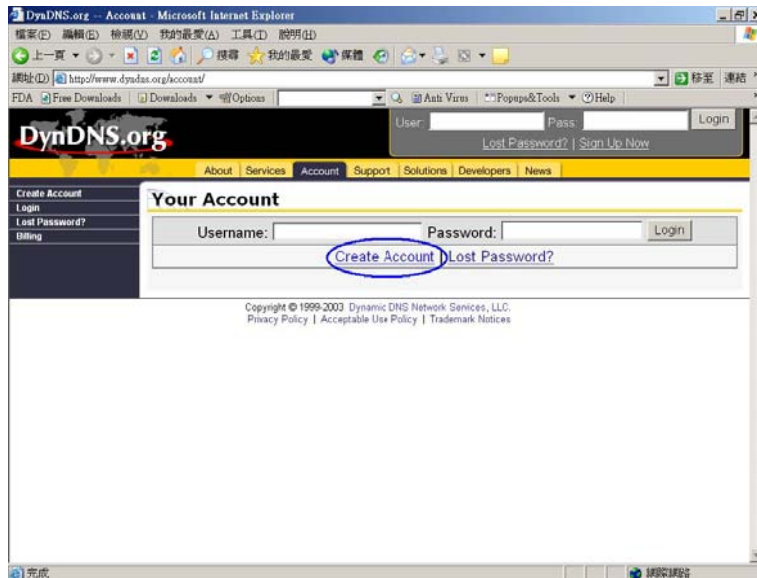 DynDNS.org -- Account - Microsoft Internet Explorer
檔案(F) 編輯(E) 檢視(V) 我的最愛(A) 工具(T) 說明(H)
上一頁 搜尋 我的最愛 媒體
網址(D) http://www.dyndns.org/account/ 移至 連結
FDA Free Downloads Downloads Options Anti Virus Popups&Tools Help
DynDNS.org
User: Pass: Login
Lost Password? | Sign Up Now
About Services Account Support Solutions Developers News
Create Account
Login
Lost Password?
Billing
Your Account
Username: Password: Login
Create Account | Lost Password?
Copyright © 1999-2003 Dynamic DNS Network Services, LLC.
Privacy Policy | Acceptable Use Policy | Trademark Notices
完成 網際網路